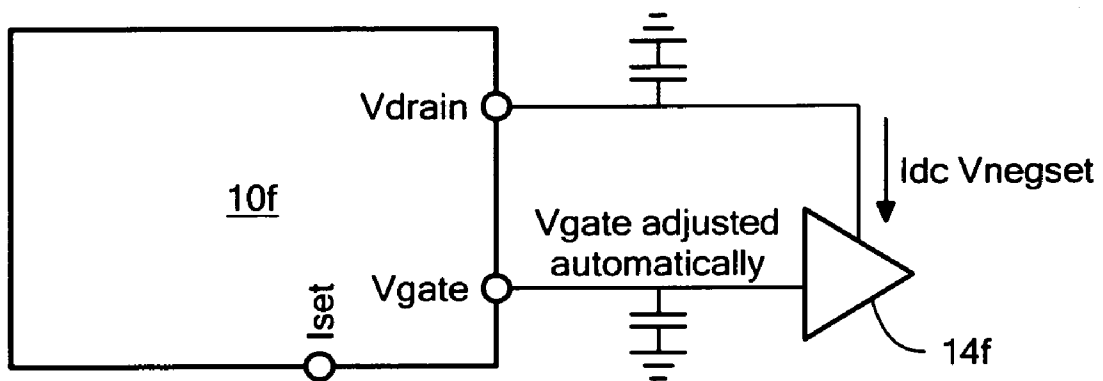 Vdrain
Idc Vnegset
10f
Vgate adjusted
automatically
Vgate
Iset
14f